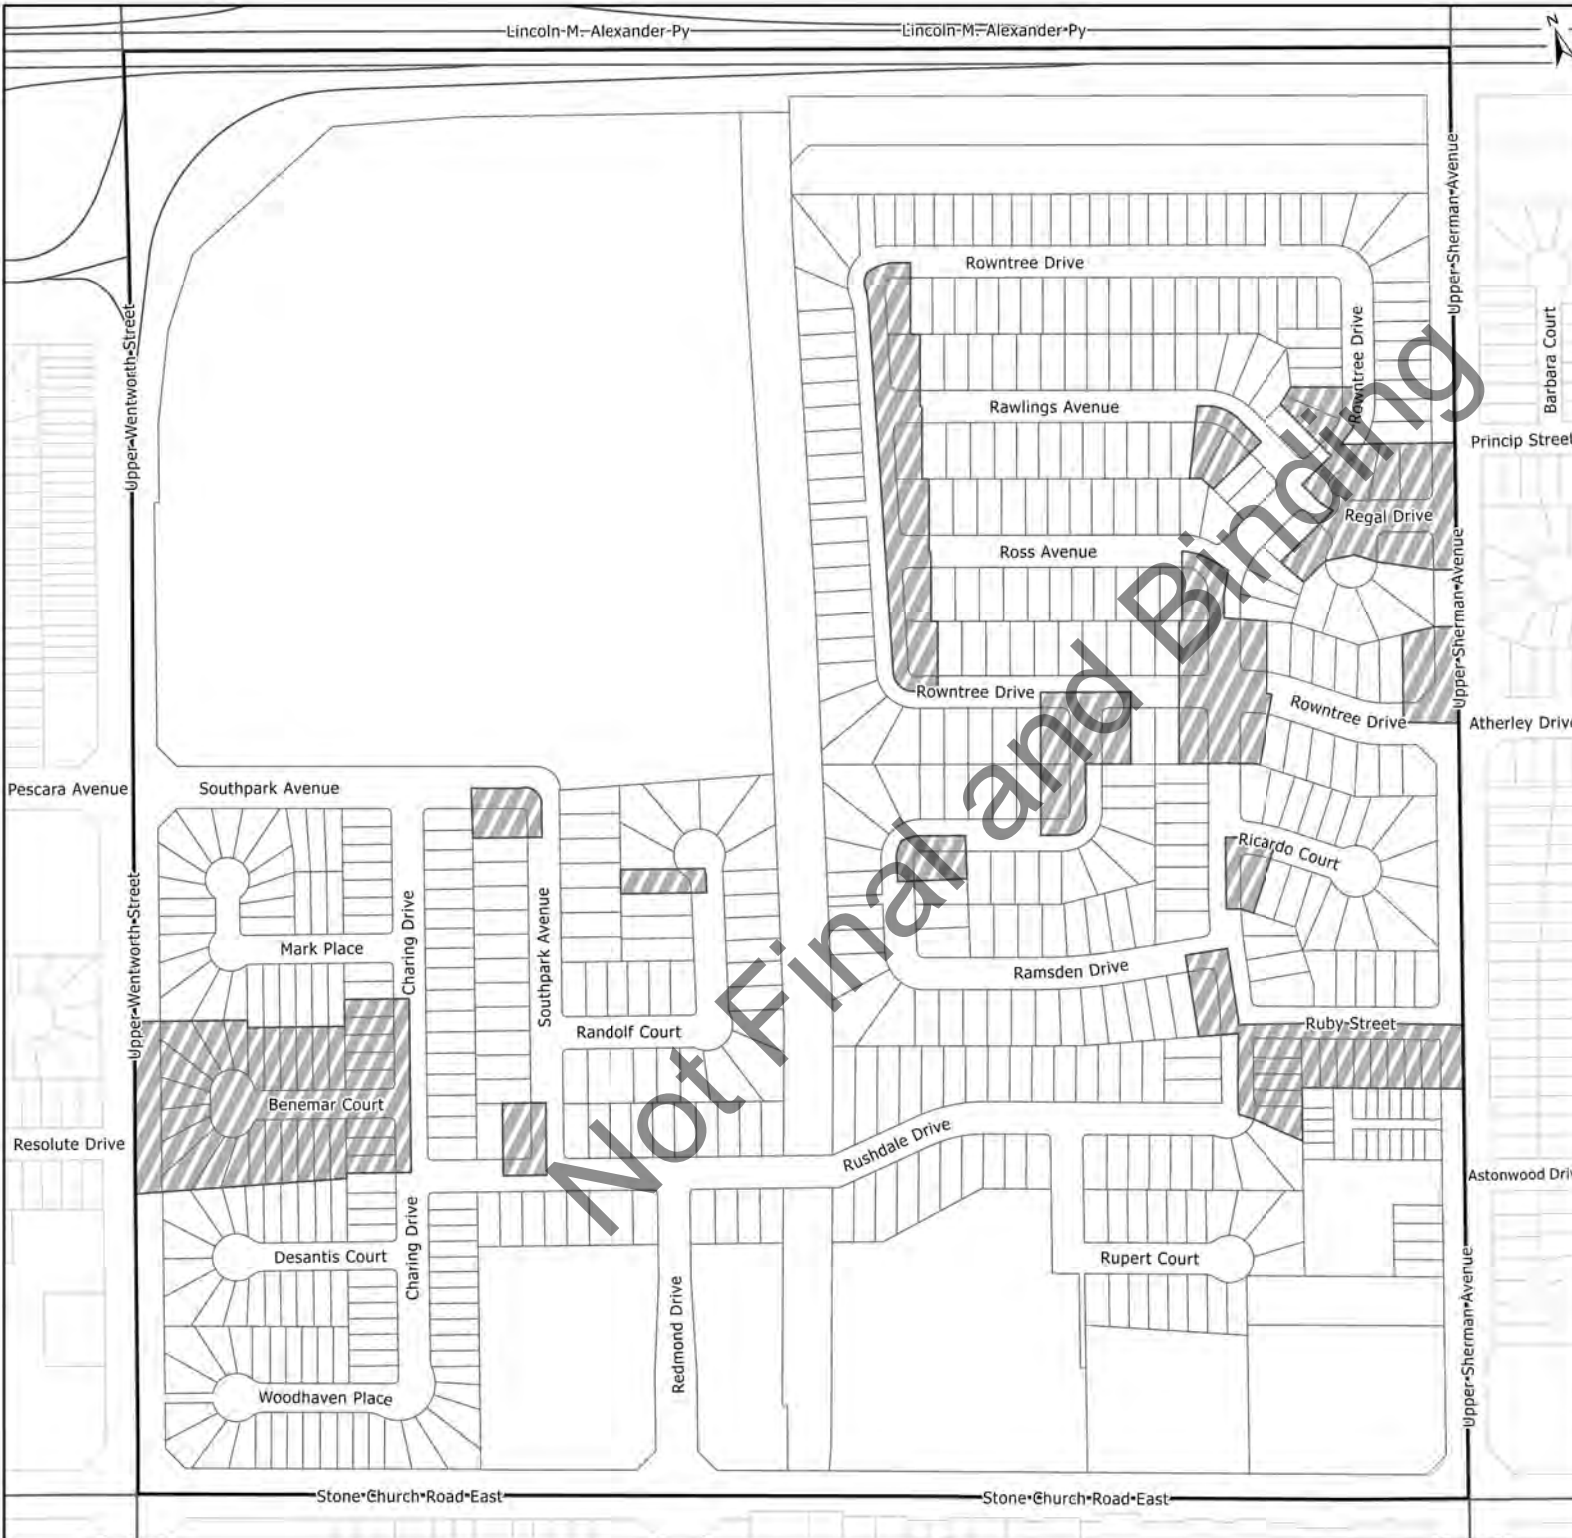 Lincoln-M.-Alexander-Py
Lincoln-M.-Alexander-Py
N
Upper-Sherman-Avenue
Rowntree Drive
Upper-Wentworth-Street
Rowntree Drive
Barbara Court
Rawlings Avenue
Princip Street
Regal Drive
Ross Avenue
Upper-Sherman-Avenue
Rowntree Drive
Rowntree Drive
Atherley Drive
Pescara Avenue
Southpark Avenue
Ricardo Court
Upper-Wentworth-Street
Charing Drive
Southpark Avenue
Mark Place
Ramsden Drive
Randolf Court
Ruby-Street
Benemar Court
Resolute Drive
Rushdale Drive
Astonwood Driv
Charing Drive
Desantis Court
Rupert Court
Redmond Drive
Upper-Sherman-Avenue
Woodhaven Place
Stone-Church-Road-East
Stone-Church-Road-East
Not Final and Binding